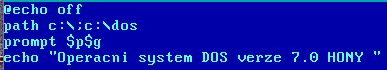 @echo off
path c:\;c:\dos
prompt $p$g
echo "Operacni system DOS verze 7.0 HONY "